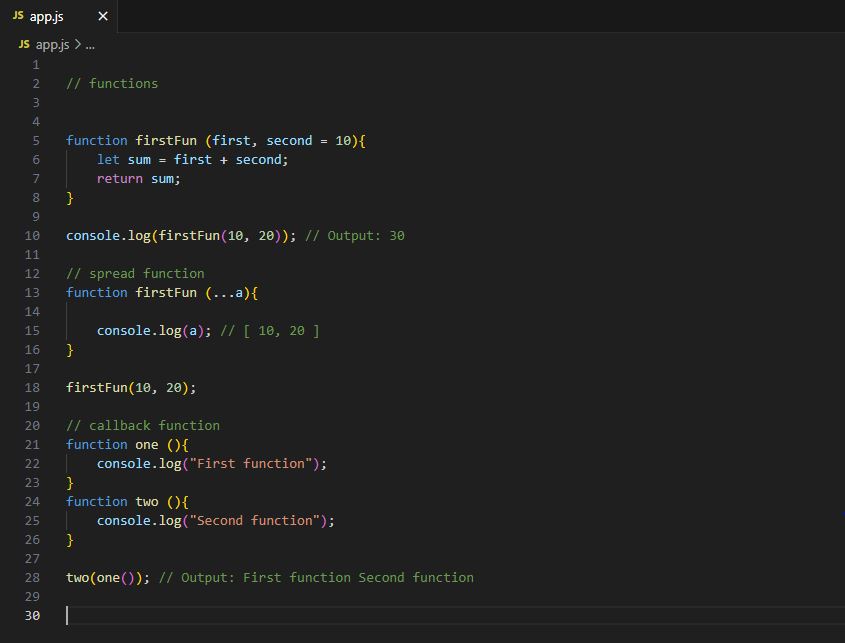 JS app.js ×
JS app.js > ...
1
2 // functions
3
4
5 function firstFun (first, second = 10){
6     let sum = first + second;
7     return sum;
8 }
9
10 console.log(firstFun(10, 20)); // Output: 30
11
12 // spread function
13 function firstFun (...a){
14
15     console.log(a); // [ 10, 20 ]
16 }
17
18 firstFun(10, 20);
19
20 // callback function
21 function one (){
22     console.log("First function");
23 }
24 function two (){
25     console.log("Second function");
26 }
27
28 two(one()); // Output: First function Second function
29
30